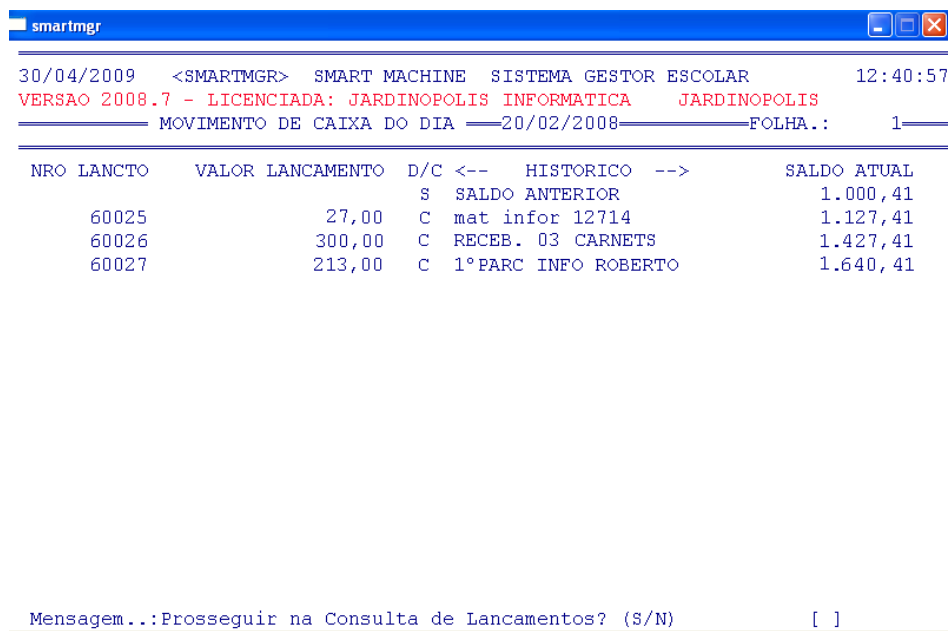 smartmgr
30/04/2009 <SMARTMGR> SMART MACHINE SISTEMA GESTOR ESCOLAR 12:40:57
VERSAO 2008.7 - LICENCIADA: JARDINOPOLIS INFORMATICA JARDINOPOLIS
MOVIMENTO DE CAIXA DO DIA 20/02/2008 FOLHA.: 1
NRO LANCTO VALOR LANCAMENTO D/C <-- HISTORICO --> SALDO ATUAL
S SALDO ANTERIOR 1.000,41
60025 27,00 C mat infor 12714 1.127,41
60026 300,00 C RECEB. 03 CARNETS 1.427,41
60027 213,00 C 1ºPARC INFO ROBERTO 1.640,41
Mensagem..:Prosseguir na Consulta de Lancamentos? (S/N) [ ]